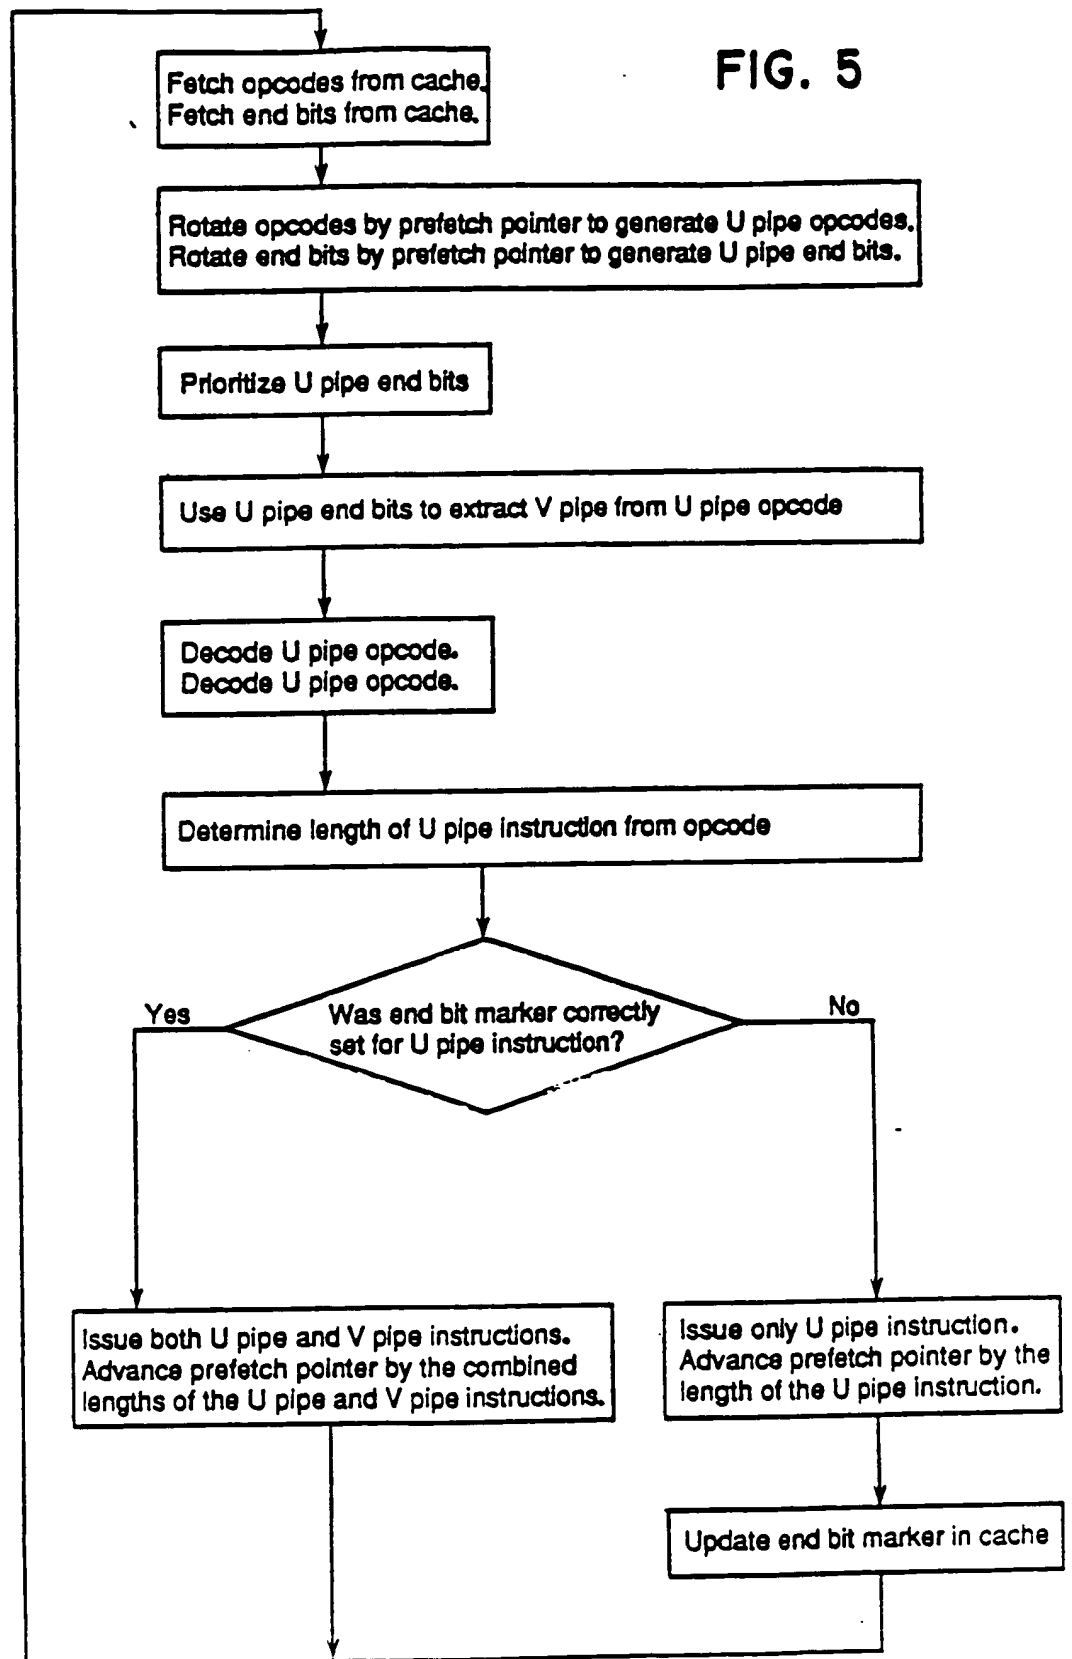 FIG. 5
Fetch opcodes from cache.
Fetch end bits from cache.
Rotate opcodes by prefetch pointer to generate U pipe opcodes.
Rotate end bits by prefetch pointer to generate U pipe end bits.
Prioritize U pipe end bits
Use U pipe end bits to extract V pipe from U pipe opcode
Decode U pipe opcode.
Decode U pipe opcode.
Determine length of U pipe instruction from opcode
Was end bit marker correctly
set for U pipe instruction?
Yes
No
Issue both U pipe and V pipe instructions.
Advance prefetch pointer by the combined
lengths of the U pipe and V pipe instructions.
Issue only U pipe instruction.
Advance prefetch pointer by the
length of the U pipe instruction.
Update end bit marker in cache